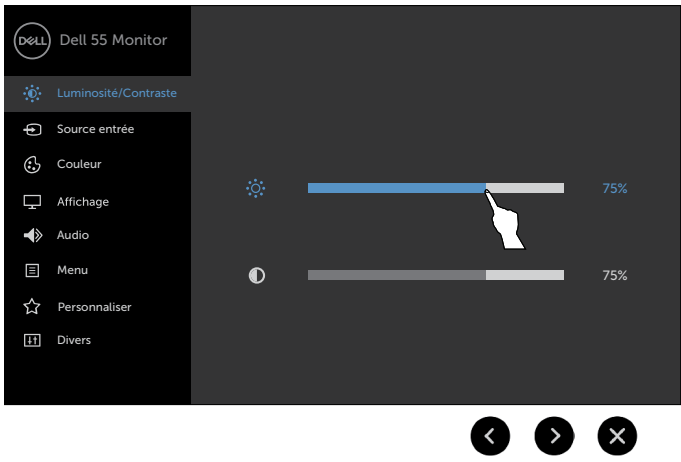 DELL
Dell 55 Monitor
Luminosité/Contraste
Source entrée
Couleur
Affichage
Audio
Menu
Personnaliser
Divers
75%
75%